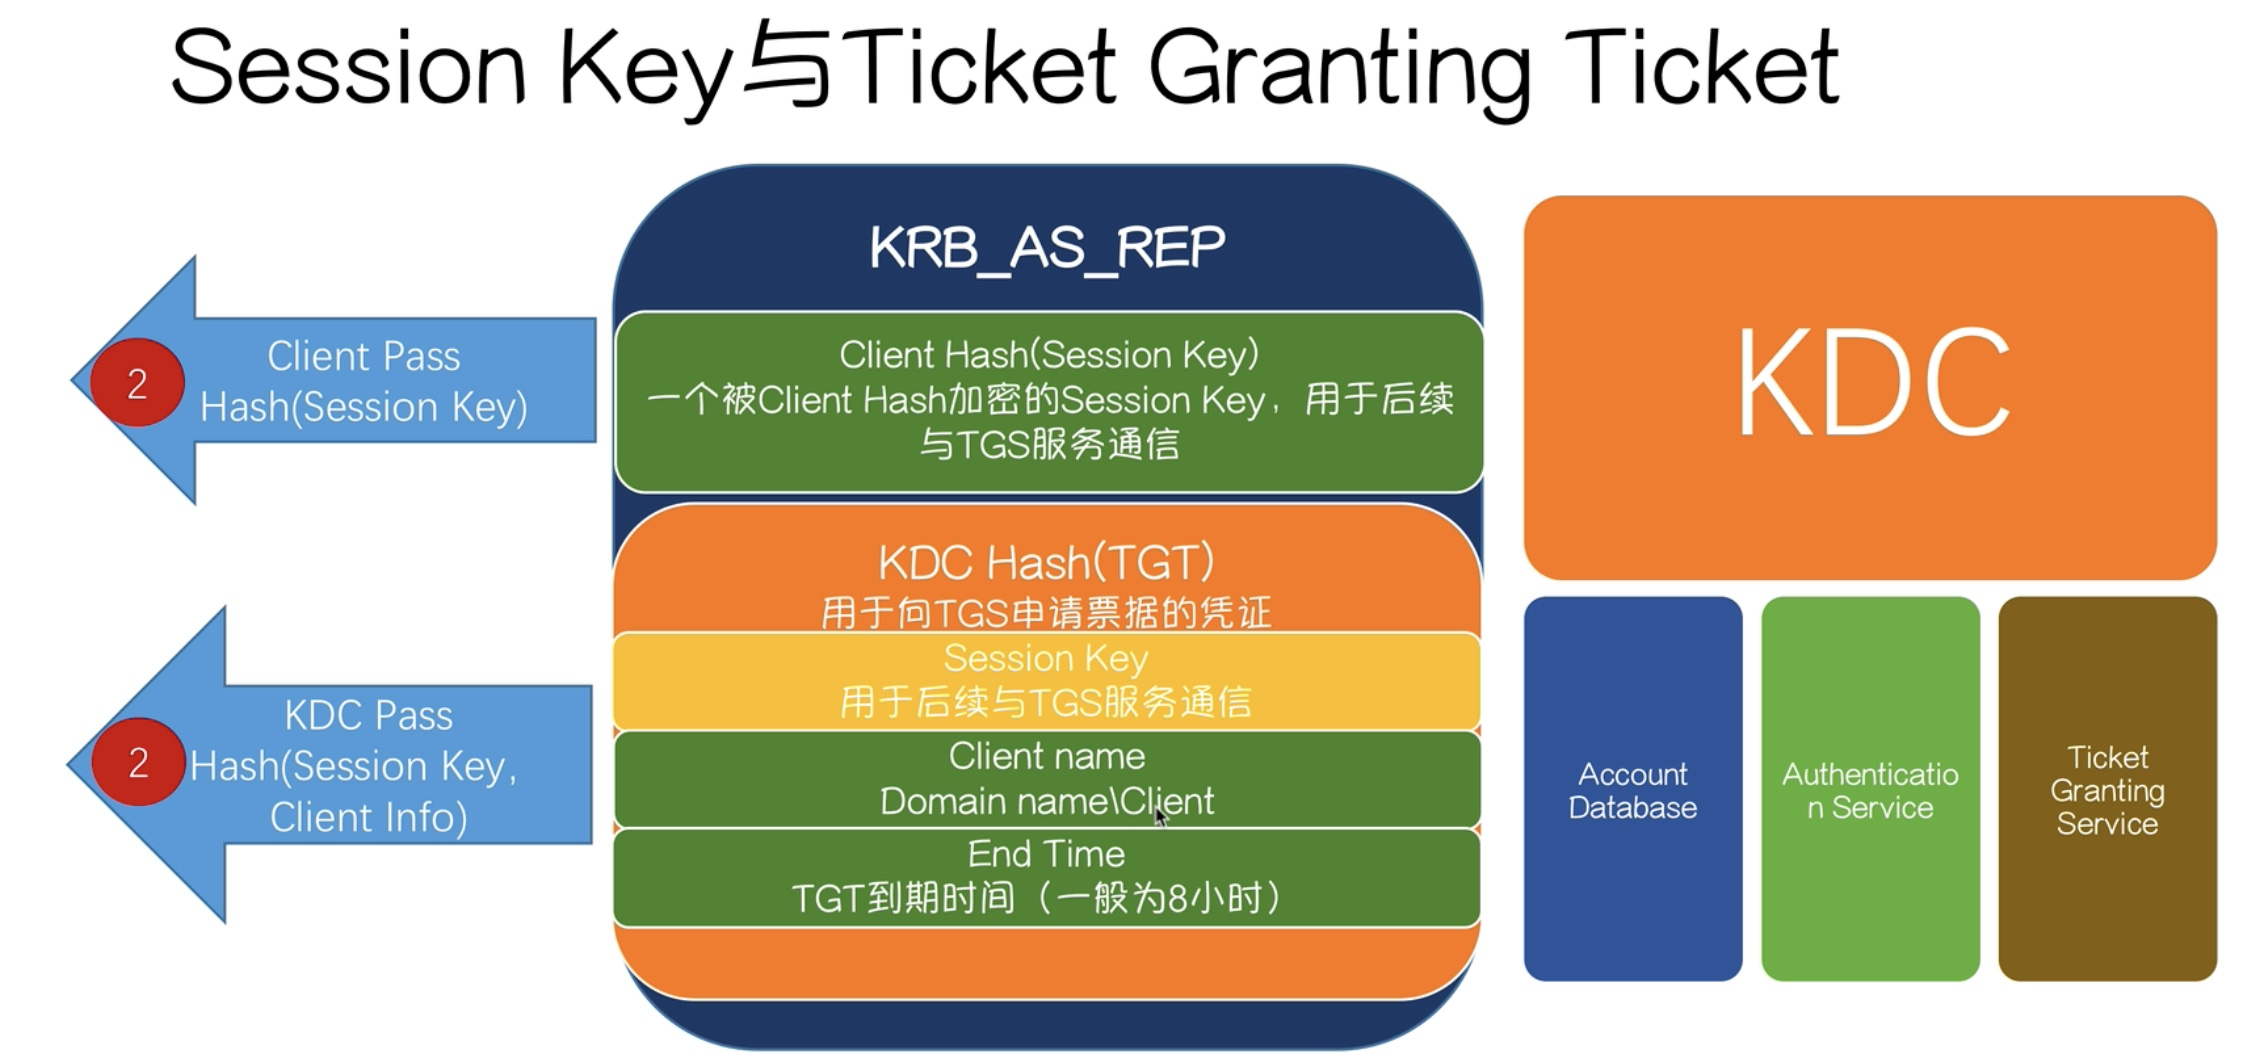 Session Key与Ticket Granting Ticket
2
Client Pass
Hash(Session Key)
2
KDC Pass
Hash(Session Key,
Client Info)
KRB_AS_REP
Client Hash(Session Key)
一个被Client Hash加密的Session Key，用于后续
与TGS服务通信
KDC Hash(TGT)
用于向TGS申请票据的凭证
Session Key
用于后续与TGS服务通信
Client name
Domain name\Client
End Time
TGT到期时间（一般为8小时）
KDC
Account
Database
Authenticatio
n Service
Ticket
Granting
Service